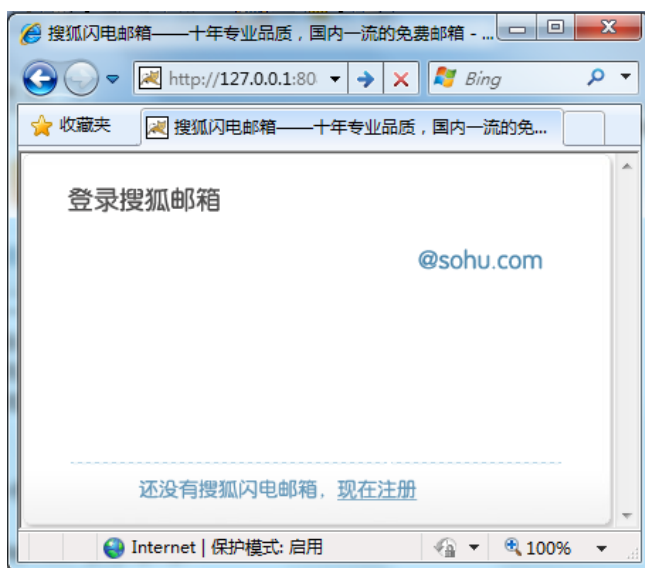 搜狐闪电邮箱——十年专业品质，国内一流的免费邮箱 - ...
http://127.0.0.1:80
Bing
收藏夹
搜狐闪电邮箱——十年专业品质，国内一流的免...
登录搜狐邮箱
@sohu.com
还没有搜狐闪电邮箱，现在注册
Internet | 保护模式: 启用
100%